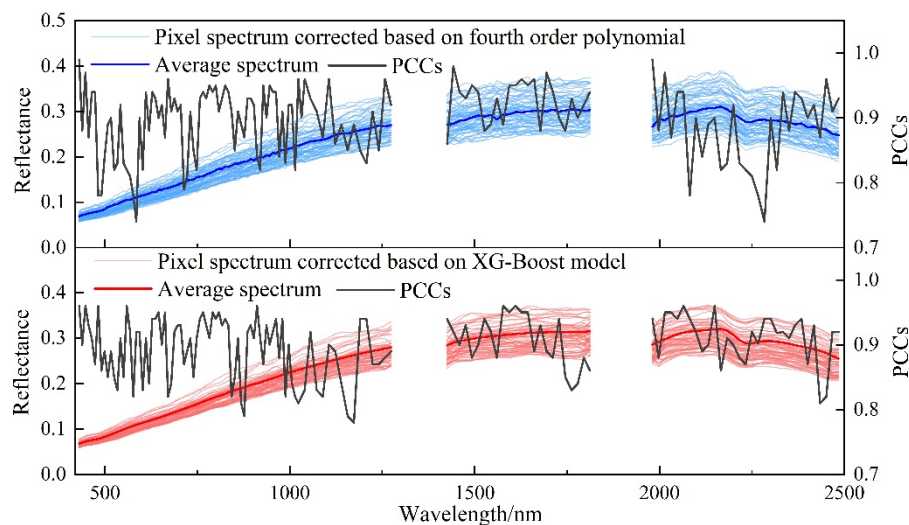 0.5
Pixel spectrum corrected based on fourth order polynomial
1.0
Average spectrum
PCCs
0.4
0.3
0.9
0.2
0.8
0.1
0.0
0.7
Reflectance
PCCs
Pixel spectrum corrected based on XG-Boost model
1.0
Average spectrum
PCCs
0.4
0.3
0.9
0.2
0.8
0.1
0.0
0.7
Reflectance
PCCs
500
1000
1500
2000
2500
Wavelength/nm